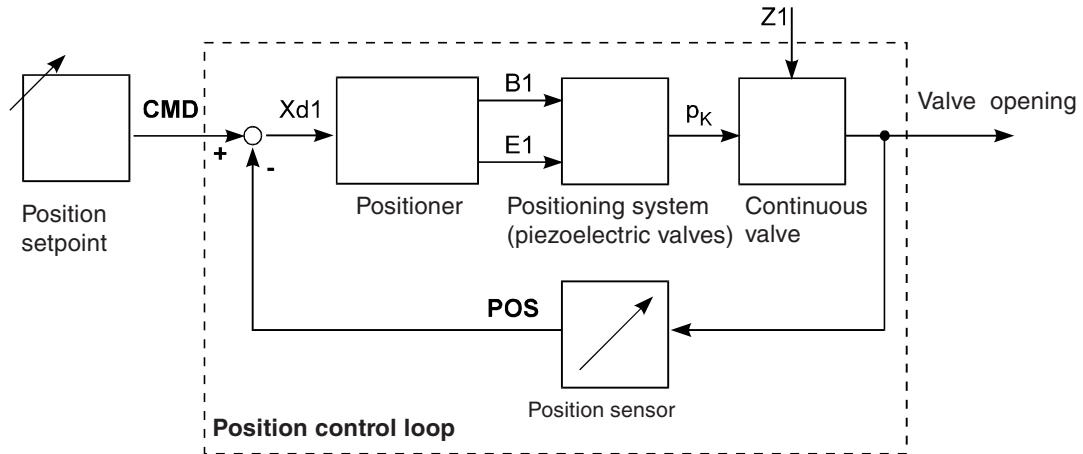 Z1
CMD
Xd1
B1
E1
pK
Valve opening
+
-
Position
setpoint
Positioner
Positioning system
(piezoelectric valves)
Continuous
valve
POS
Position sensor
Position control loop